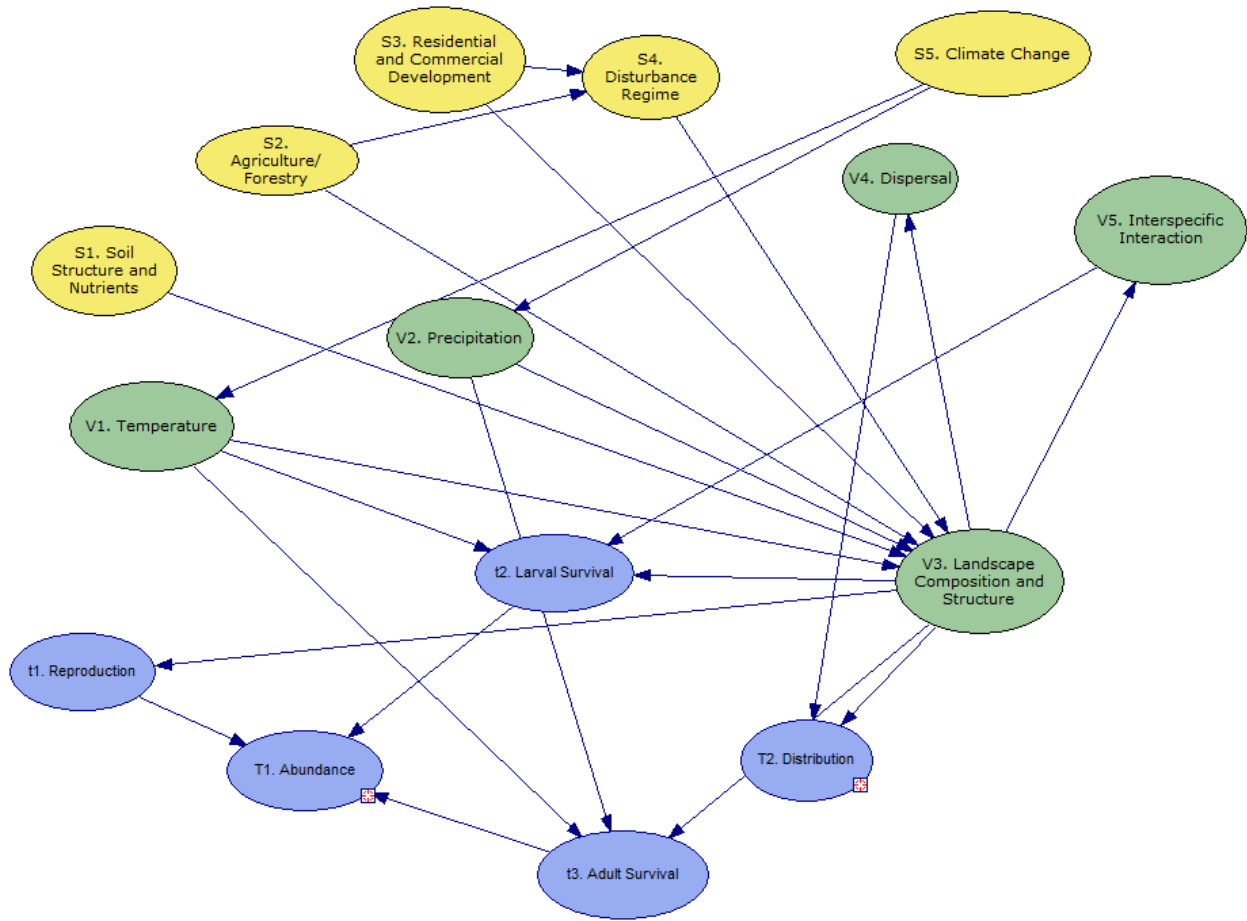 S3. Residential
and Commercial
Development
S4.
Disturbance
Regime
S5. Climate Change
S2.
Agriculture/
Forestry
V4. Dispersal
V5. Interspecific
Interaction
S1. Soil
Structure and
Nutrients
V2. Precipitation
V1. Temperature
t2. Larval Survival
V3. Landscape
Composition and
Structure
t1. Reproduction
T1. Abundance
T2. Distribution
t3. Adult Survival